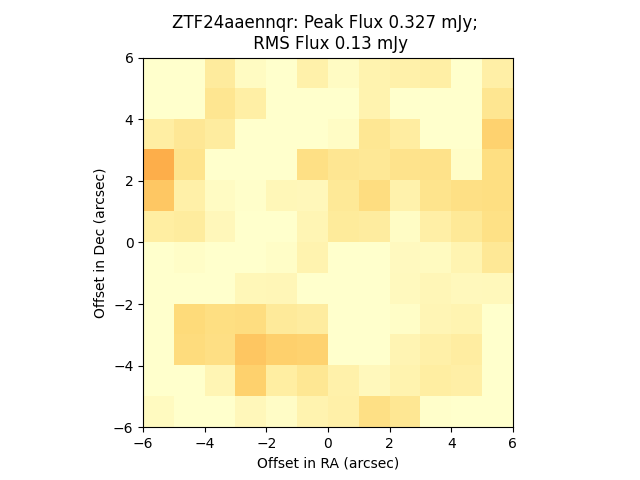 ZTF24aaennqr: Peak Flux 0.327 mJy;
RMS Flux 0.13 mJy
6
4
2
0
−2
−4
−6
Offset in Dec (arcsec)
−6 −4 −2 0 2 4 6
Offset in RA (arcsec)